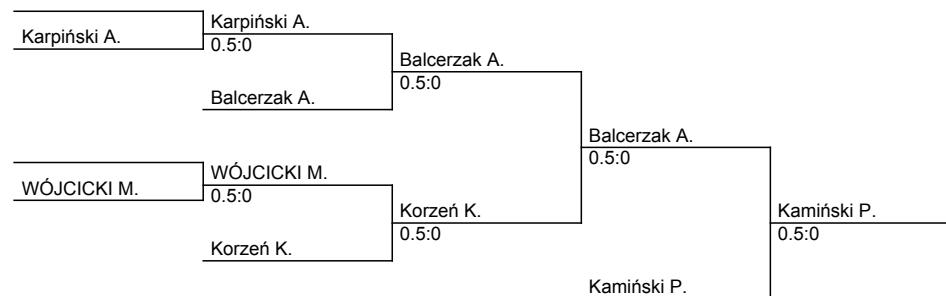 Karpiński A.
Karpiński A.
0.5:0
Balcerzak A.
0.5:0
Balcerzak A.
Balcerzak A.
0.5:0
WÓJCICKI M.
WÓJCICKI M.
0.5:0
Korzeń K.
0.5:0
Kamiński P.
0.5:0
Korzeń K.
Kamiński P.